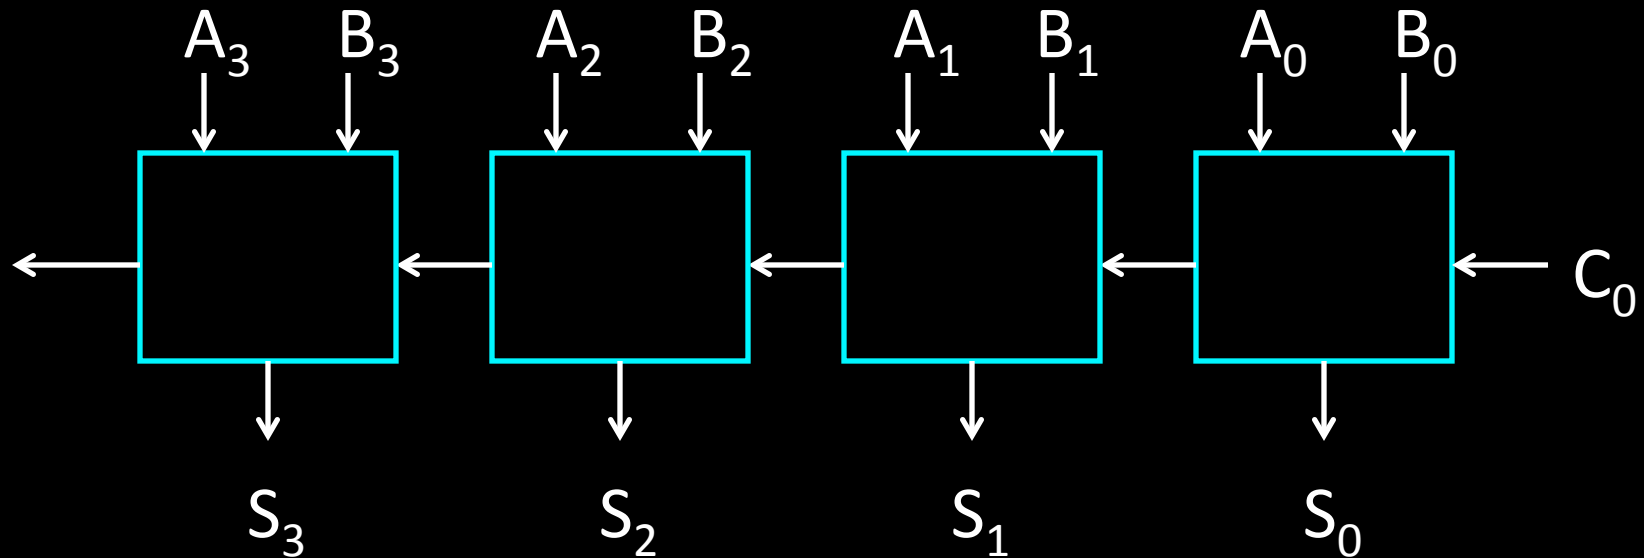 A₃ B₃ A₂ B₂ A₁ B₁ A₀ B₀
C₀
S₃ S₂ S₁ S₀